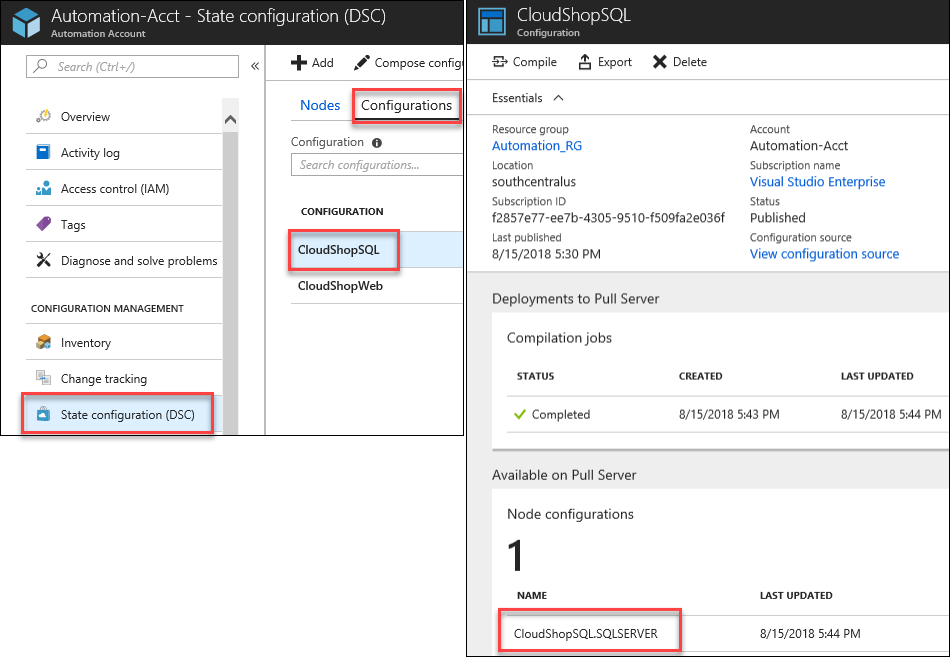 Automation-Acct - State configuration (DSC)
Automation Account
Search (Ctrl+/)
«
Overview
Activity log
Access control (IAM)
Tags
Diagnose and solve problems
CONFIGURATION MANAGEMENT
Inventory
Change tracking
State configuration (DSC)
Add
Compose configu
Nodes
Configurations
Configuration
Search configurations...
CONFIGURATION
CloudShopSQL
CloudShopWeb
CloudShopSQL
Configuration
Compile
Export
Delete
Essentials
Resource group
Automation_RG
Location
southcentralus
Subscription ID
f2857e77-ee7b-4305-9510-f509fa2e036f
Last published
8/15/2018 5:30 PM
Account
Automation-Acct
Subscription name
Visual Studio Enterprise
Status
Published
Configuration source
View configuration source
Deployments to Pull Server
Compilation jobs
STATUS CREATED LAST UPDATED
Completed 8/15/2018 5:43 PM 8/15/2018 5:44 PM
Available on Pull Server
Node configurations
1
NAME LAST UPDATED
CloudShopSQL.SQLSERVER 8/15/2018 5:44 PM